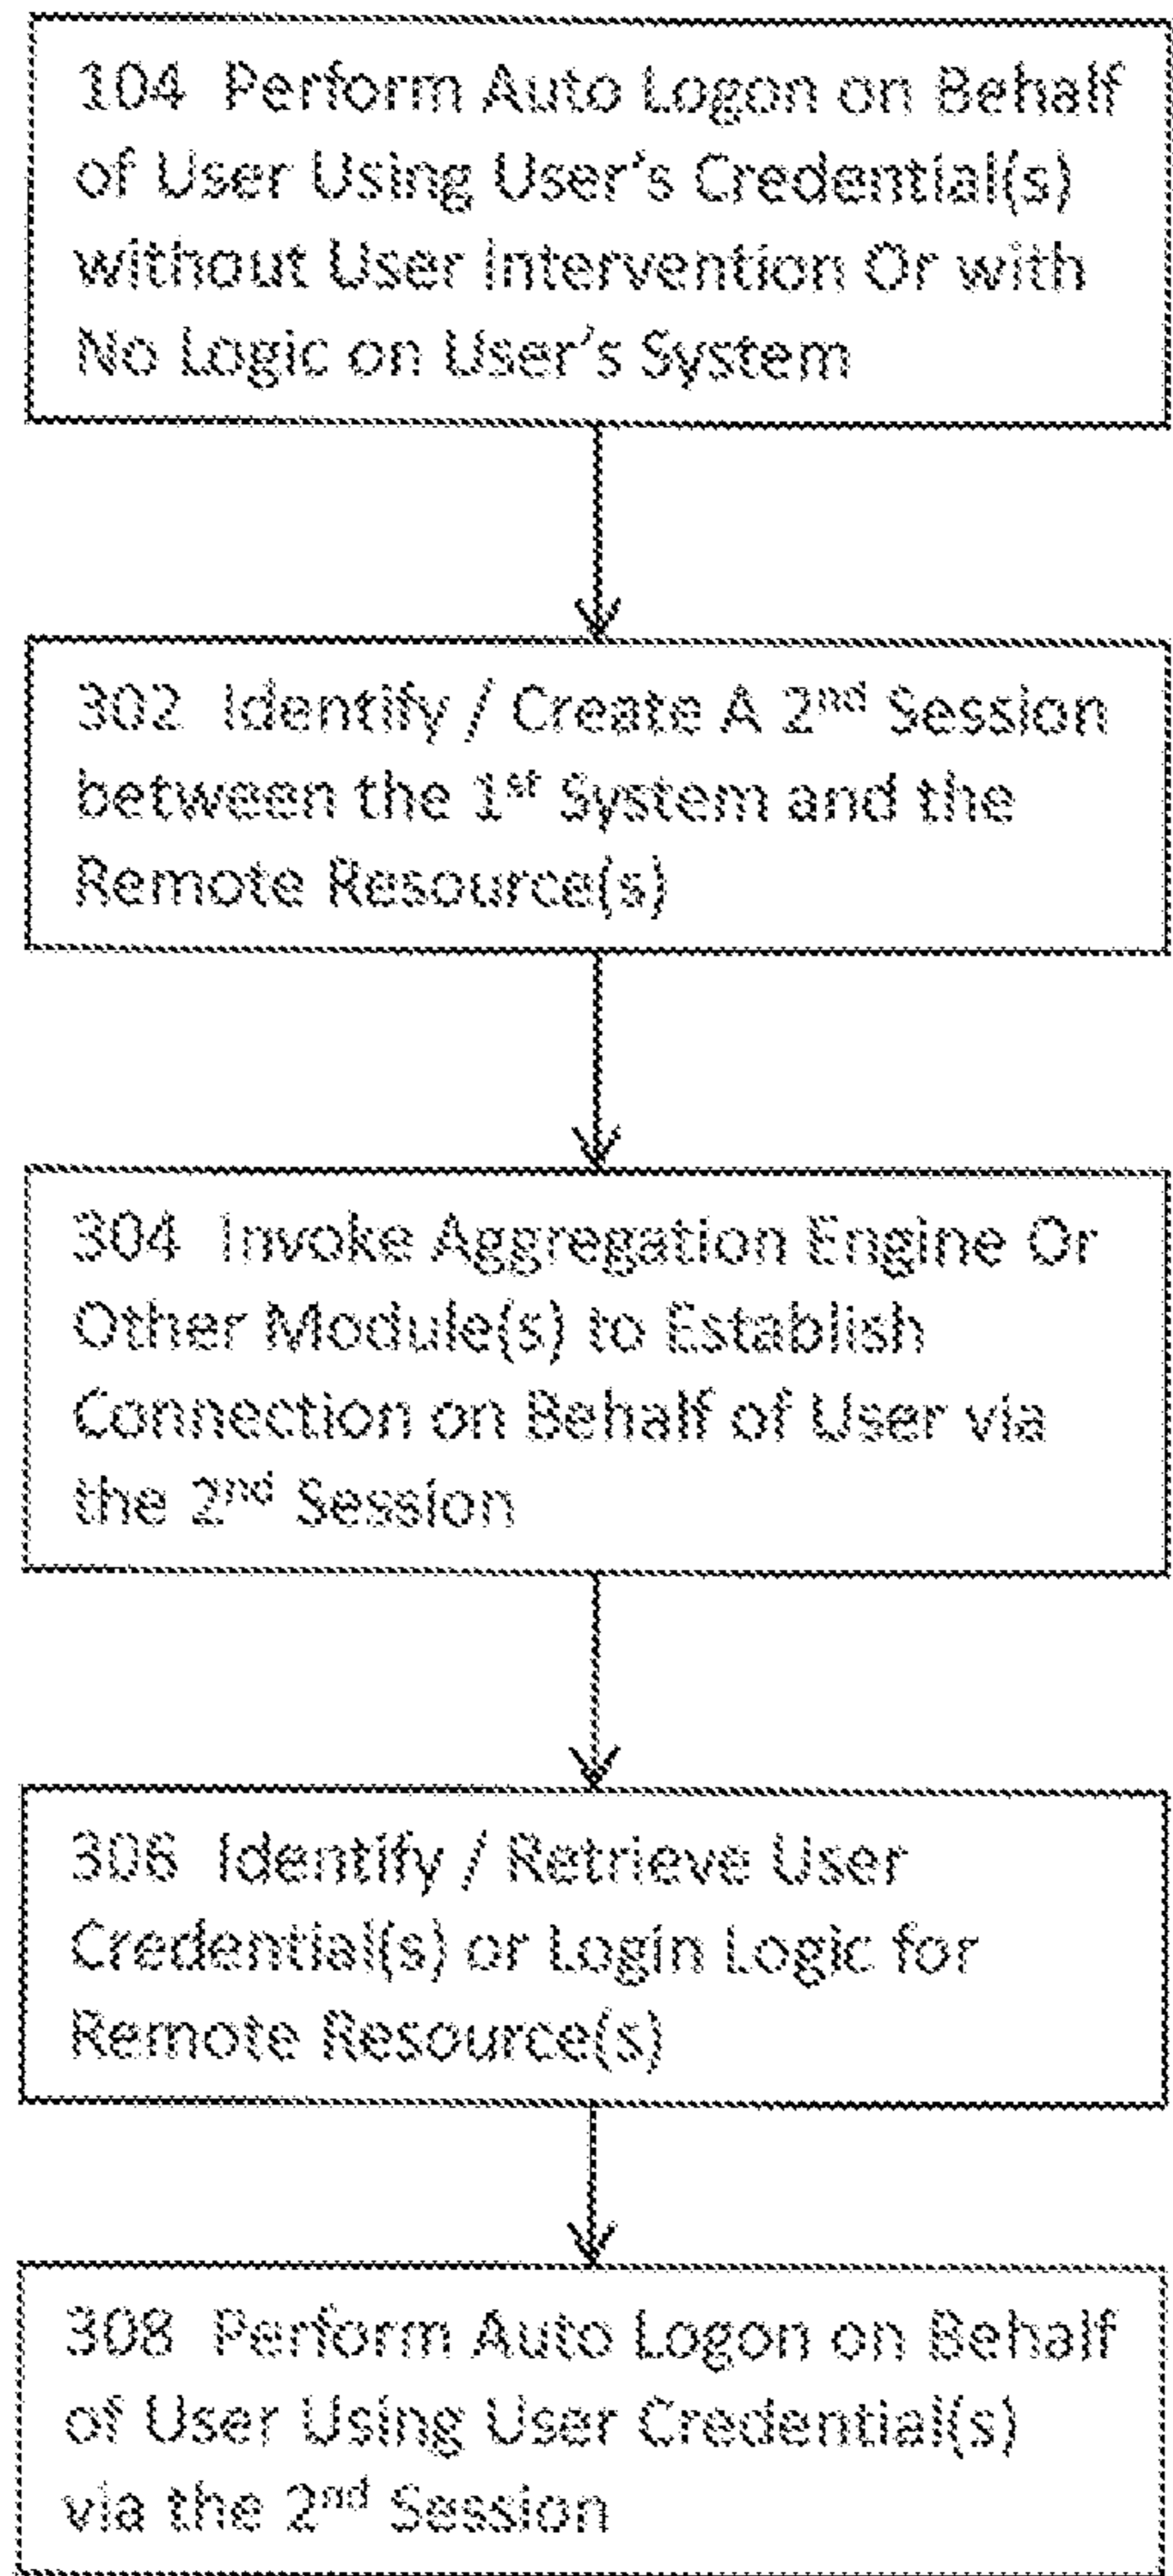 104 Perform Auto Logon on Behalf
of User Using User's Credential(s)
without User Intervention Or with
No Logic on User's System
302 Identify / Create A 2nd Session
between the 1st System and the
Remote Resource(s)
304 Invoke Aggregation Engine Or
Other Module(s) to Establish
Connection on Behalf of User via
the 2nd Session
306 Identify / Retrieve User
Credential(s) or Login Logic for
Remote Resource(s)
308 Perform Auto Logon on Behalf
of User Using User Credential(s)
via the 2nd Session